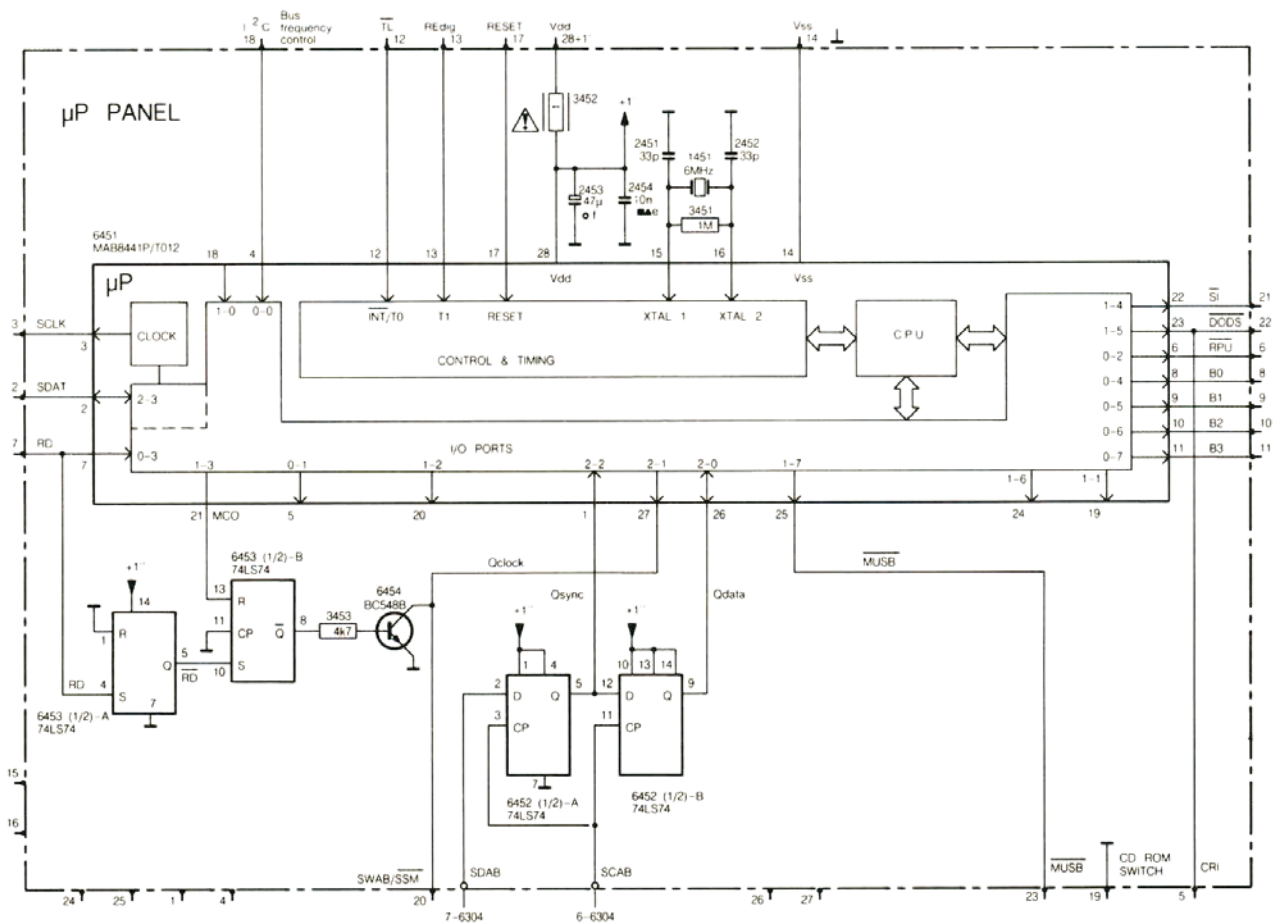 I²C Bus TL REdig RESET Vdd Vss
frequency
18 control 12 13 17 28+1 14
µP PANEL
3452
+1
2451 33p
2452 33p
1451 6MHz
2453 47µ
2454 10n
3451 1M
6451
MAB8441P/T012
18 4 12 13 17 28 15 16 14
µP
Vdd Vss
1-0 0-0 INT/T0 T1 RESET XTAL 1 XTAL 2
CLOCK
CONTROL & TIMING
CPU
3 SCLK 3
2 SDAT 2 2-3
7 RD 7 0-3
1-4 22 SI 21
1-5 23 DODS 22
0-2 6 RPU 6
0-4 8 B0 8
0-5 9 B1 9
0-6 10 B2 10
0-7 11 B3 11
I/O PORTS
1-3 0-1 1-2 2-2 2-1 2-0 1-7 1-6 1-1
21 MCO 5 20 1 27 26 25 24 19
6453 (1/2)-B
74LS74
13 R
11 CP Q 8
10 S
3453
4k7
6454
BC548B
+1
14
1 R
Q 5
RD
RD 4 S
7
6453 (1/2)-A
74LS74
Qclock
Qsync
Qdata
MUSB
+1
1 4
2 D Q 5
3 CP
7
6452 (1/2)-A
74LS74
+1
10 13 14
12 D Q 9
11 CP
6452 (1/2)-B
74LS74
15
16
SWAB/SSM
SDAB
SCAB
MUSB
CD ROM
SWITCH
CRI
24 25 1 4 20 26 27 23 19 5
7-6304 6-6304